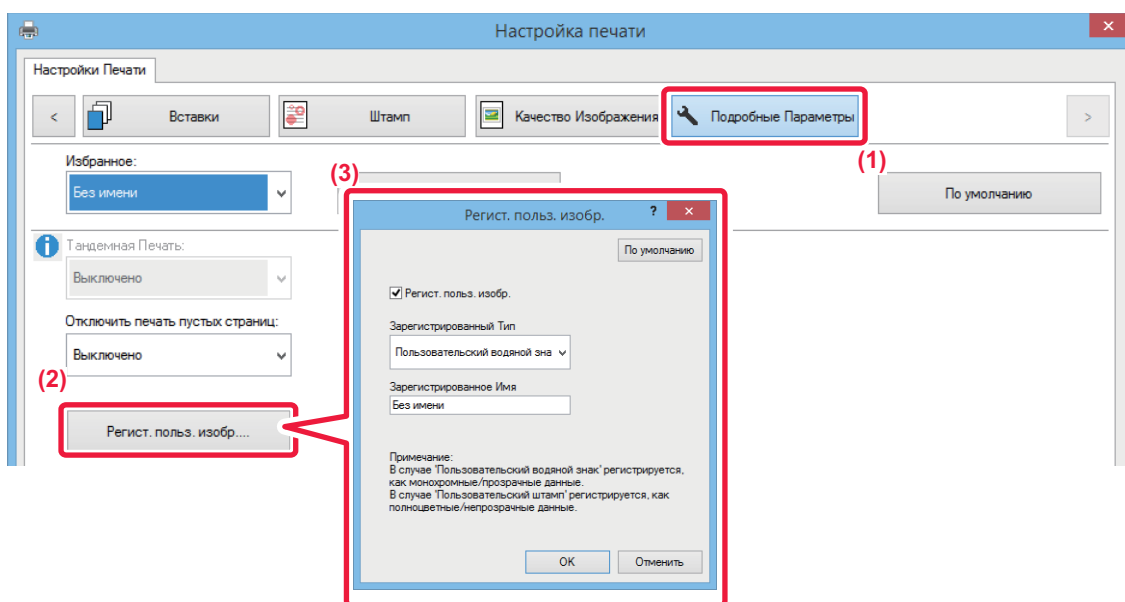 Настройка печати
Настройки Печати
< Вставки Штамп Качество Изображения Подробные Параметры >
(1)
Избранное:
Без имени
По умолчанию
Тандемная Печать:
Выключено
Отключить печать пустых страниц:
Выключено
(2)
Регист. польз. изобр....
(3)
Регист. польз. изобр. ?
По умолчанию
Регист. польз. изобр.
Зарегистрированный Тип
Пользовательский водяной зна
Зарегистрированное Имя
Без имени
Примечание:
В случае 'Пользовательский водяной знак' регистрируется,
как монохромные/прозрачные данные.
В случае 'Пользовательский штамп' регистрируется, как
полноцветные/непрозрачные данные.
OK Отменить